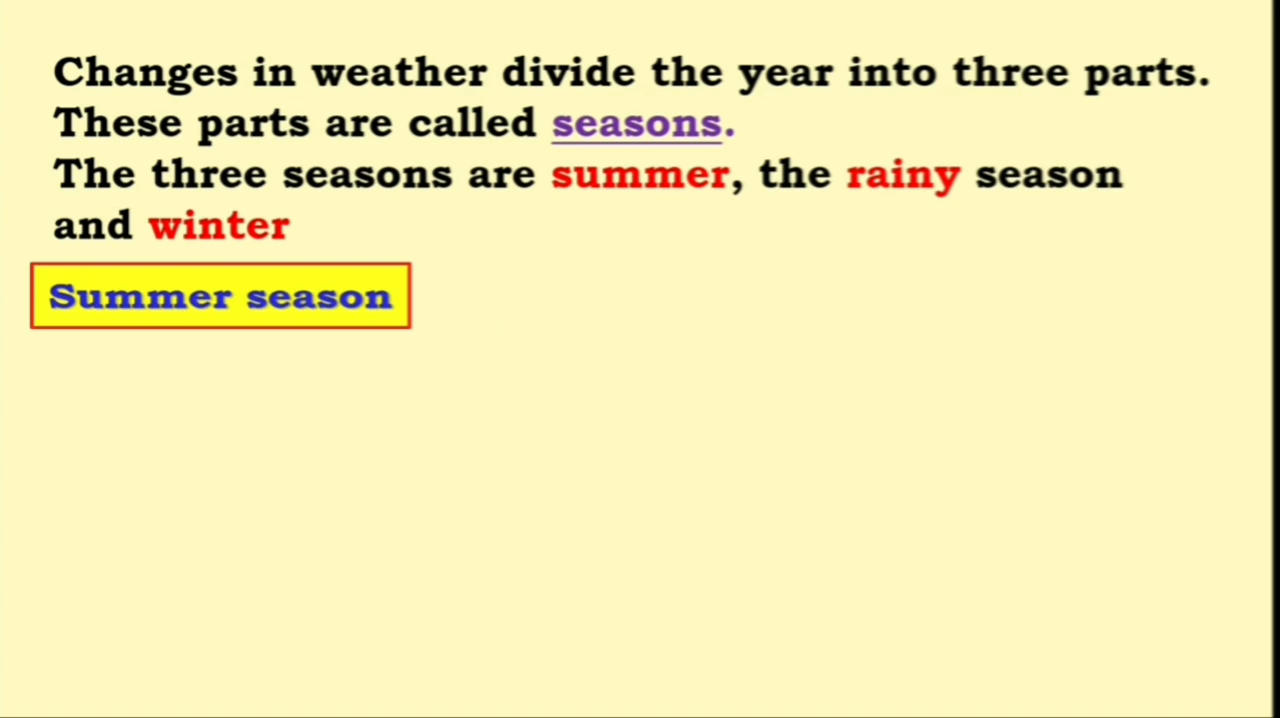 Changes in weather divide the year into three parts.
These parts are called seasons.
The three seasons are summer, the rainy season
and winter
Summer season